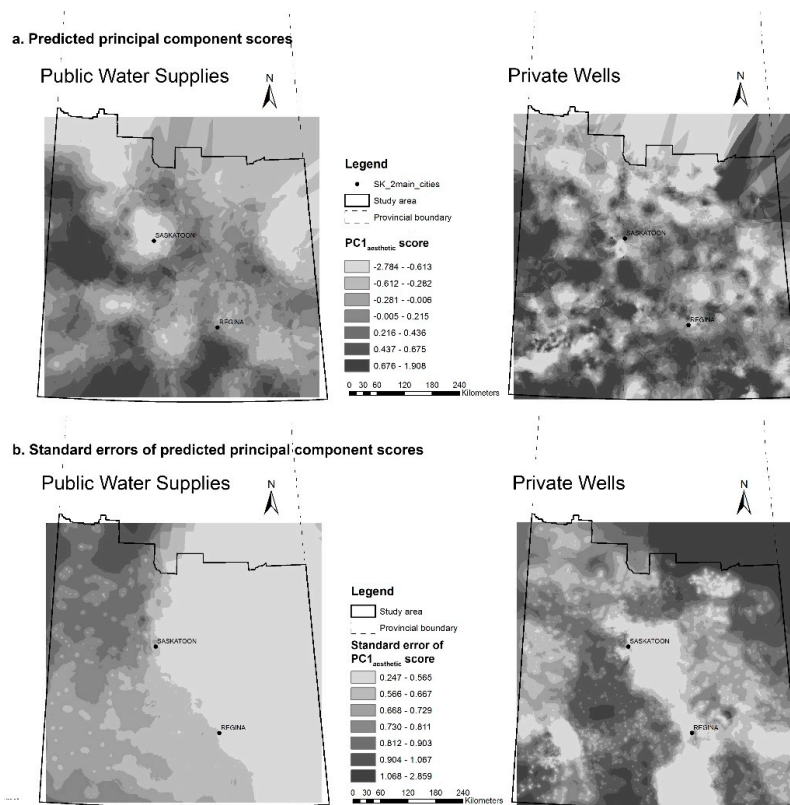 a. Predicted principal component scores
Public Water Supplies
Private Wells
N
N
SASKATOON
REGINA
Legend
SK_2main_cities
Study area
Provincial boundary
PC1aesthetic score
-2.784 - -0.613
-0.612 - -0.282
-0.281 - -0.006
-0.005 - 0.215
0.216 - 0.436
0.437 - 0.675
0.676 - 1.908
0 30 60 120 180 240
Kilometers
SASKATOON
REGINA
b. Standard errors of predicted principal component scores
Public Water Supplies
Private Wells
N
N
SASKATOON
REGINA
Legend
Study area
Provincial boundary
Standard error of
PC1aesthetic score
0.247 - 0.565
0.566 - 0.667
0.668 - 0.729
0.730 - 0.811
0.812 - 0.903
0.904 - 1.067
1.068 - 2.859
0 30 60 120 180 240
Kilometers
SASKATOON
REGINA